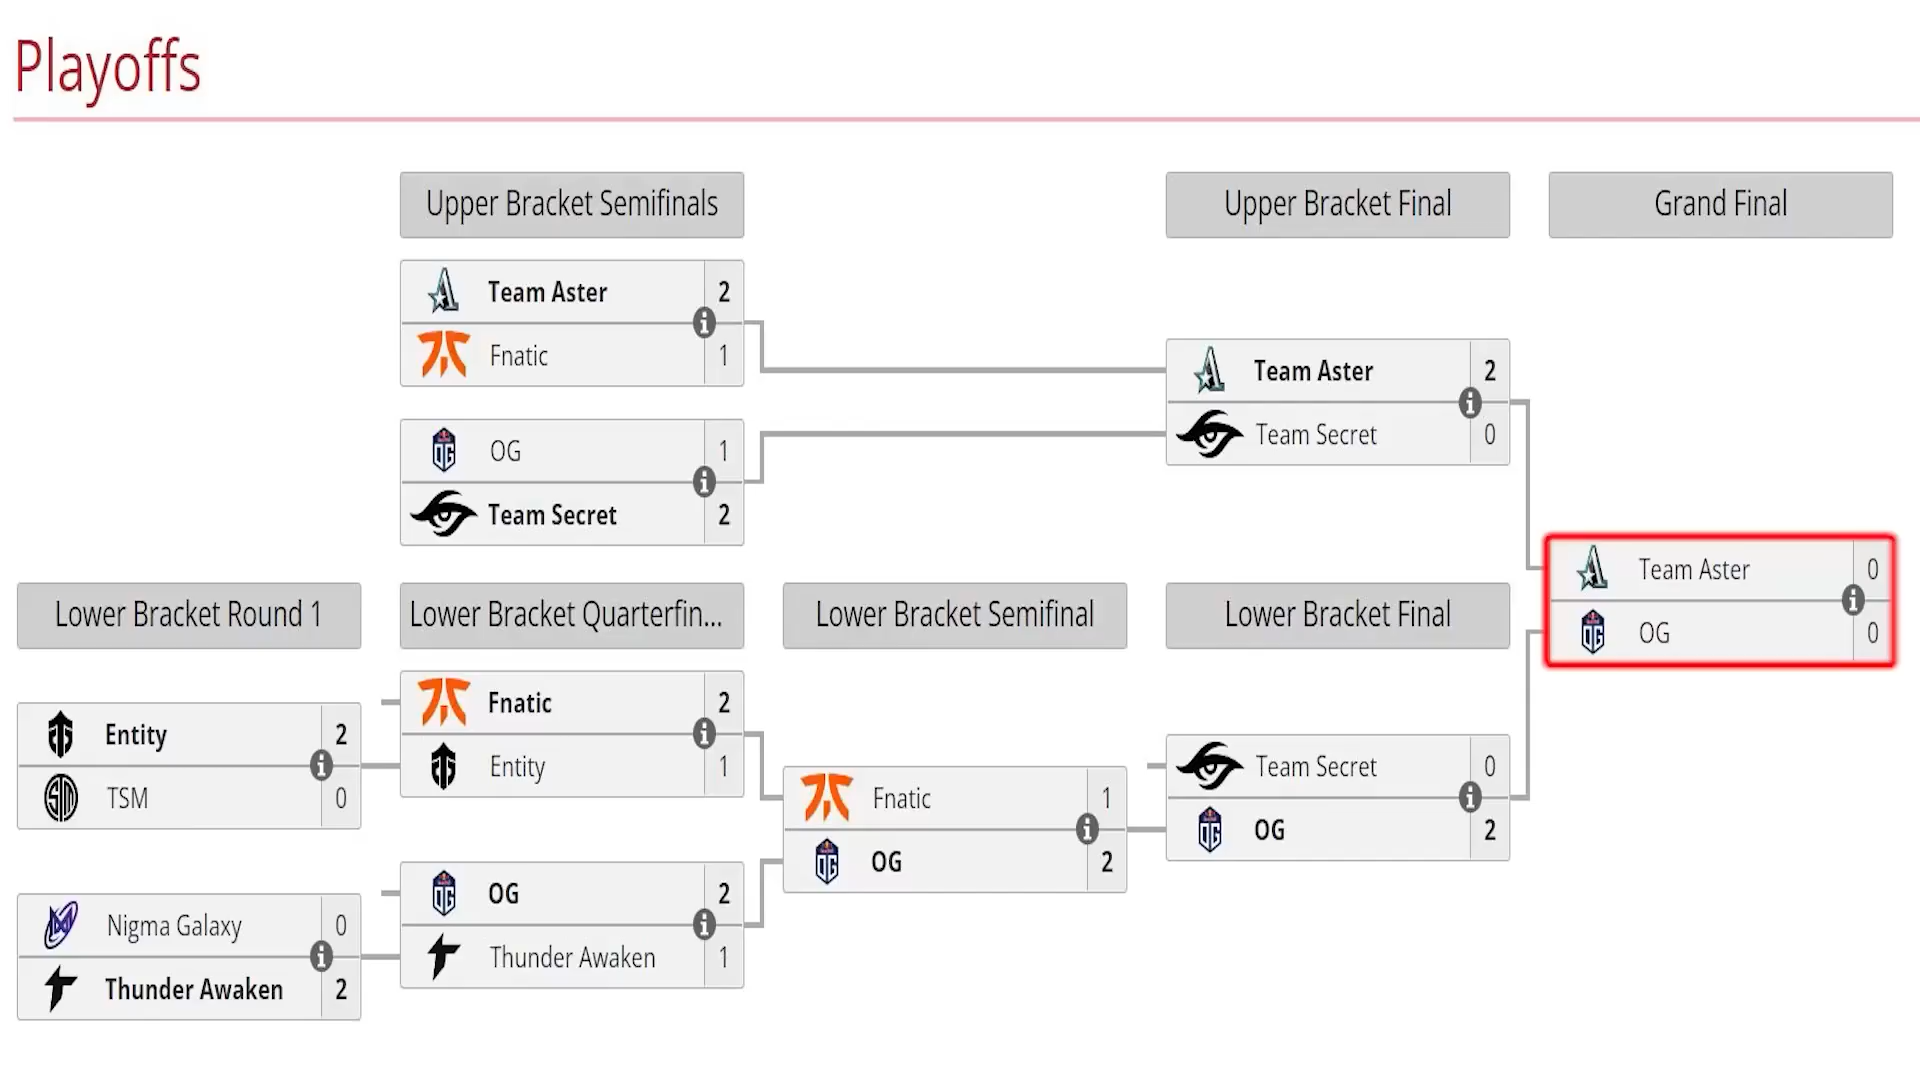 Playoffs
Upper Bracket Semifinals
Upper Bracket Final
Grand Final
Team Aster 2
Fnatic 1
OG 1
Team Secret 2
Team Aster 2
Team Secret 0
Team Aster 0
OG 0
Lower Bracket Round 1
Lower Bracket Quarterfin...
Lower Bracket Semifinal
Lower Bracket Final
Entity 2
TSM 0
Nigma Galaxy 0
Thunder Awaken 2
Fnatic 2
Entity 1
OG 2
Thunder Awaken 1
Fnatic 1
OG 2
Team Secret 0
OG 2